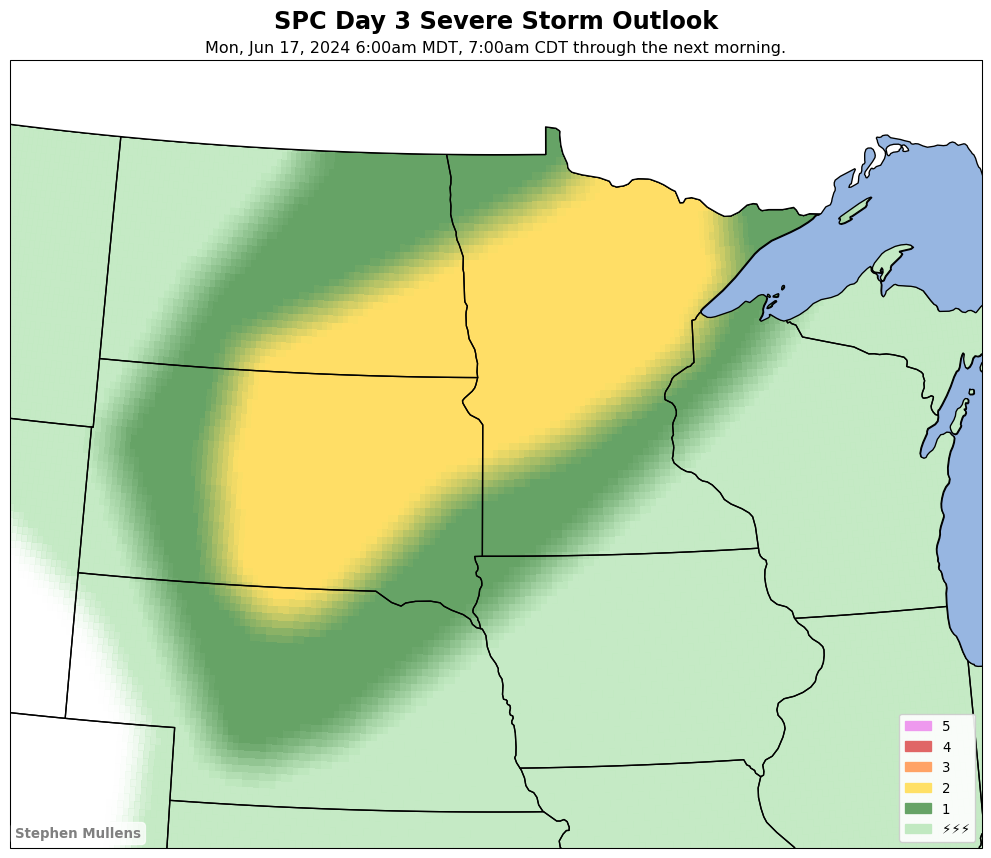 SPC Day 3 Severe Storm Outlook
Mon, Jun 17, 2024 6:00am MDT, 7:00am CDT through the next morning.
5
4
3
2
1
⚡⚡⚡
Stephen Mullens